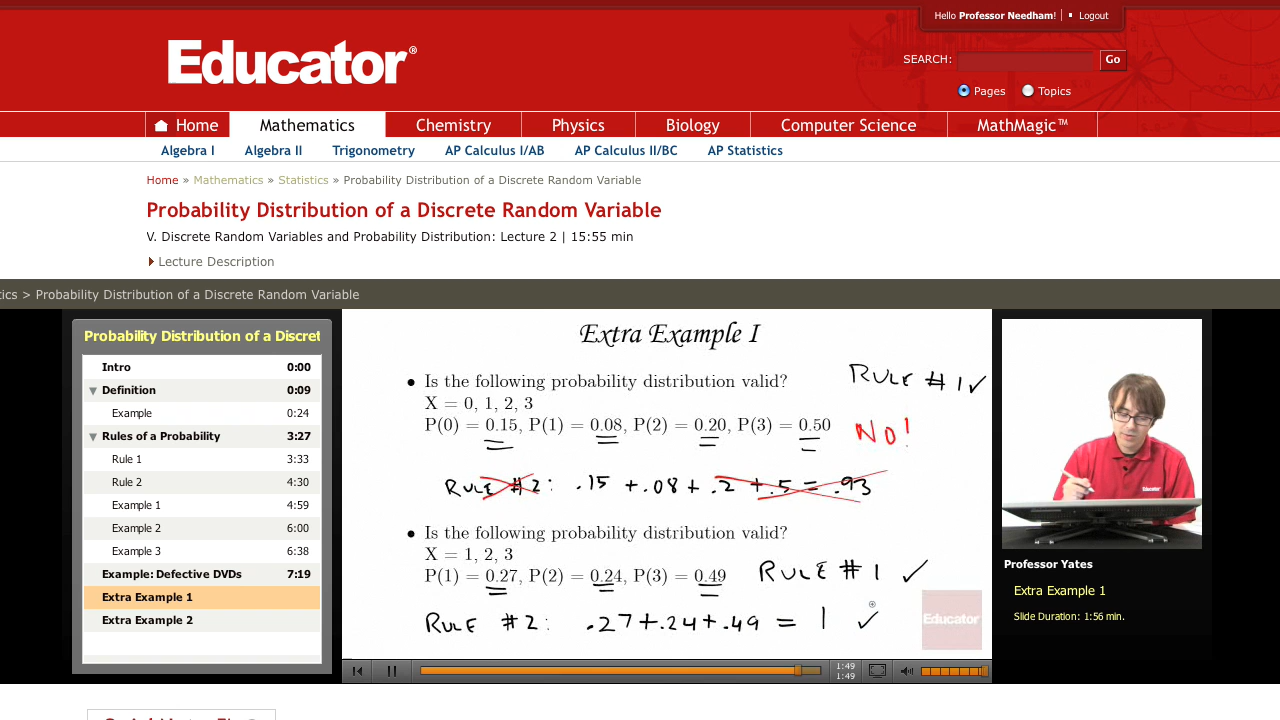 Hello Professor Needham! Logout
Educator®
SEARCH: Go
Pages Topics
Home Mathematics Chemistry Physics Biology Computer Science MathMagic™
Algebra I Algebra II Trigonometry AP Calculus I/AB AP Calculus II/BC AP Statistics
Home » Mathematics » Statistics » Probability Distribution of a Discrete Random Variable
Probability Distribution of a Discrete Random Variable
V. Discrete Random Variables and Probability Distribution: Lecture 2 | 15:55 min
Lecture Description
tics > Probability Distribution of a Discrete Random Variable
Probability Distribution of a Discret
Intro 0:00
Definition 0:09
Example 0:24
Rules of a Probability 3:27
Rule 1 3:33
Rule 2 4:30
Example 1 4:59
Example 2 6:00
Example 3 6:38
Example: Defective DVDs 7:19
Extra Example 1
Extra Example 2
Extra Example I
• Is the following probability distribution valid?
RULE #1 ✓
X = 0, 1, 2, 3
P(0) = 0.15, P(1) = 0.08, P(2) = 0.20, P(3) = 0.50
NO!
RULE #2: .15 + .08 + .2 + .5 = .93
• Is the following probability distribution valid?
X = 1, 2, 3
P(1) = 0.27, P(2) = 0.24, P(3) = 0.49
RULE #1 ✓
RULE #2: .27 + .24 + .49 = 1 ✓
Educator
1:49
1:49
Educator
Professor Yates
Extra Example 1
Slide Duration: 1:56 min.